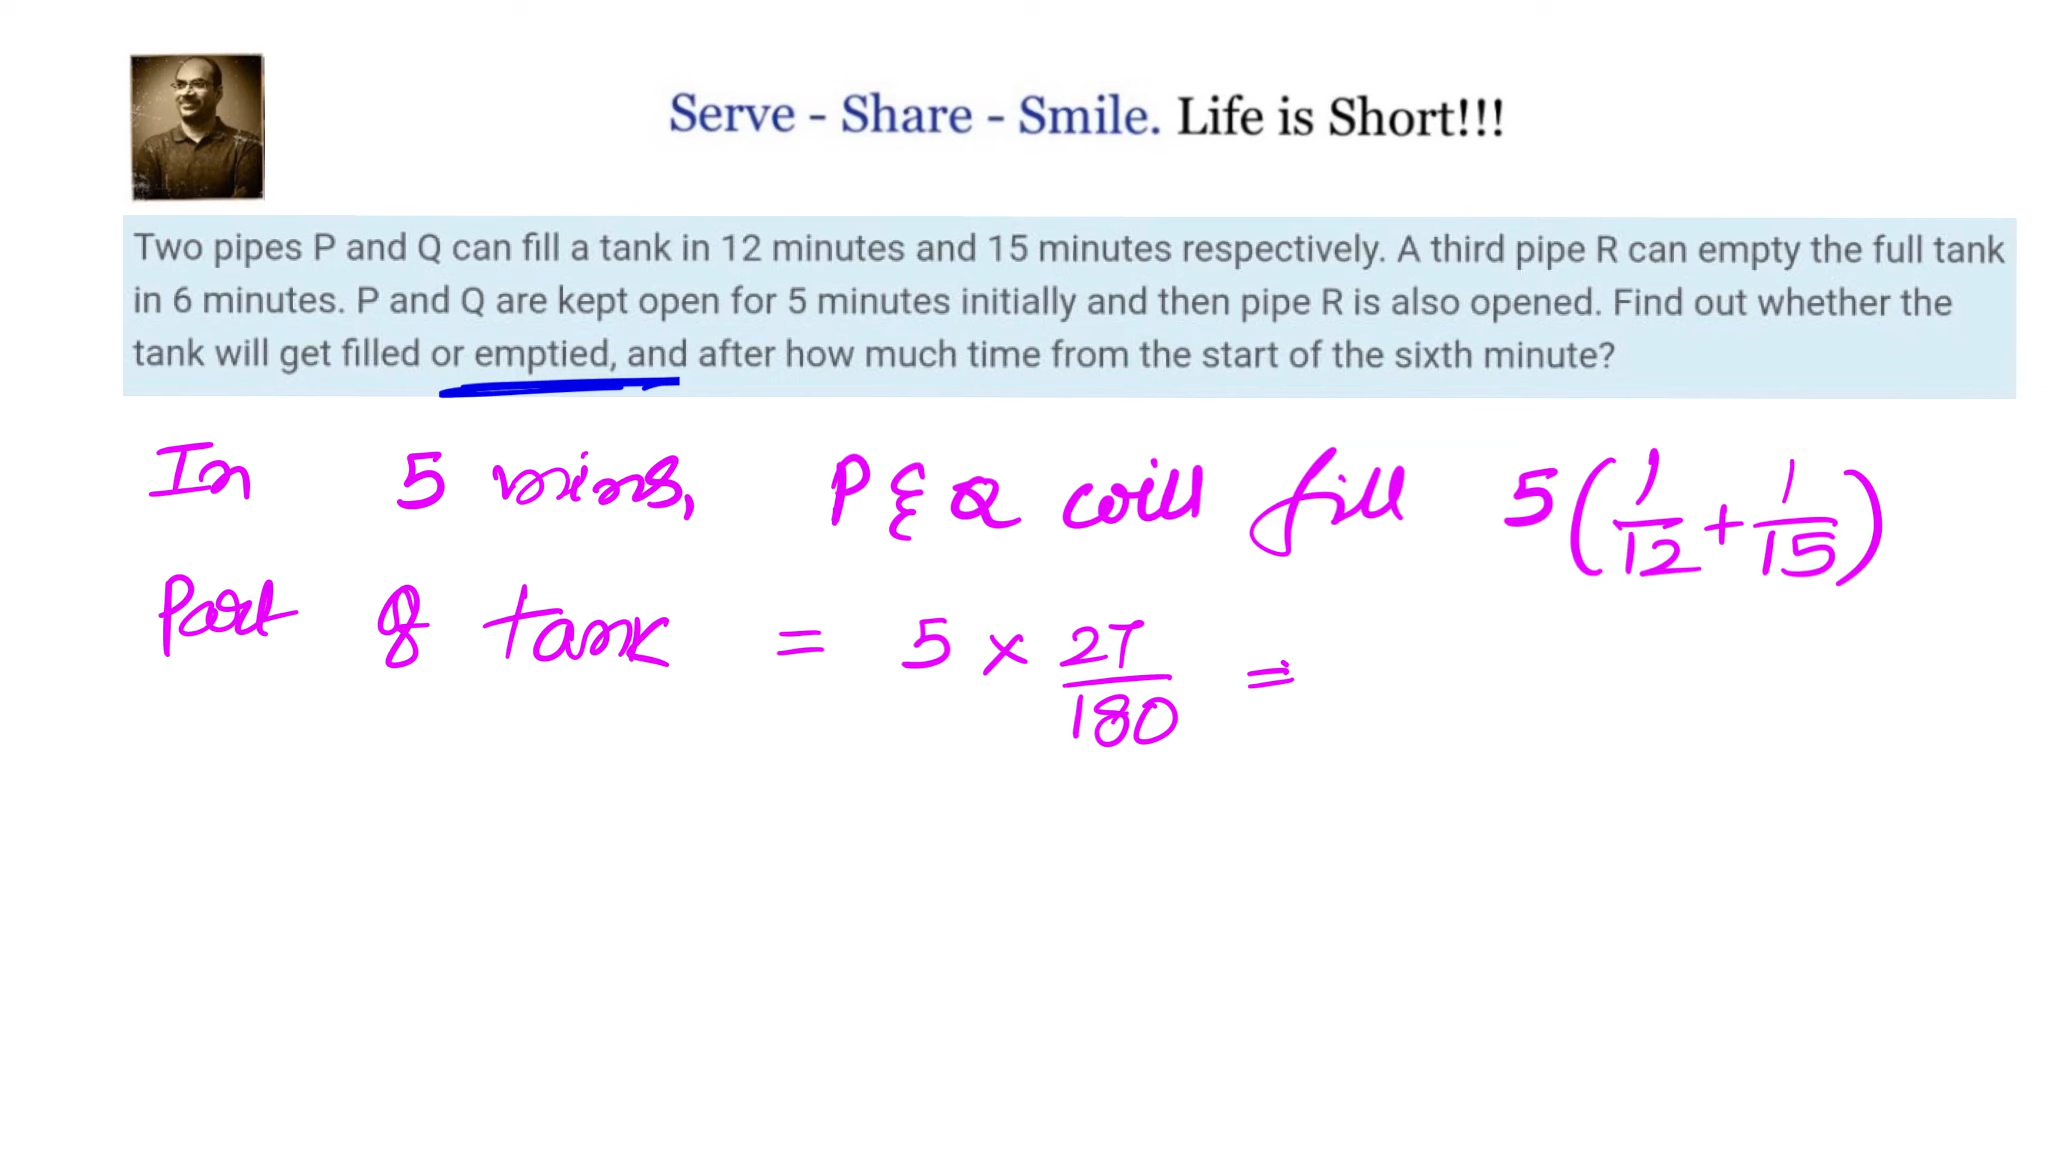 Serve - Share - Smile. Life is Short!!!
Two pipes P and Q can fill a tank in 12 minutes and 15 minutes respectively. A third pipe R can empty the full tank
in 6 minutes. P and Q are kept open for 5 minutes initially and then pipe R is also opened. Find out whether the
tank will get filled or emptied, and after how much time from the start of the sixth minute?
In 5 mins, P & Q will fill 5(1/12 + 1/15)
Part of tank = 5 × 27/180 =